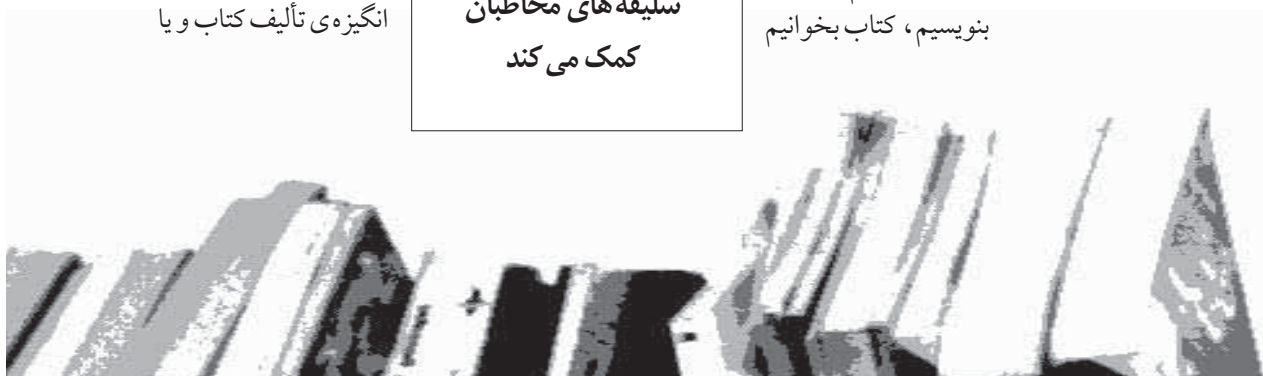 بنویسیم، کتاب بخوانیم
سلیقه‌های مخاطبان
کمک می‌کند
انگیزه‌ی تألیف کتاب و یا